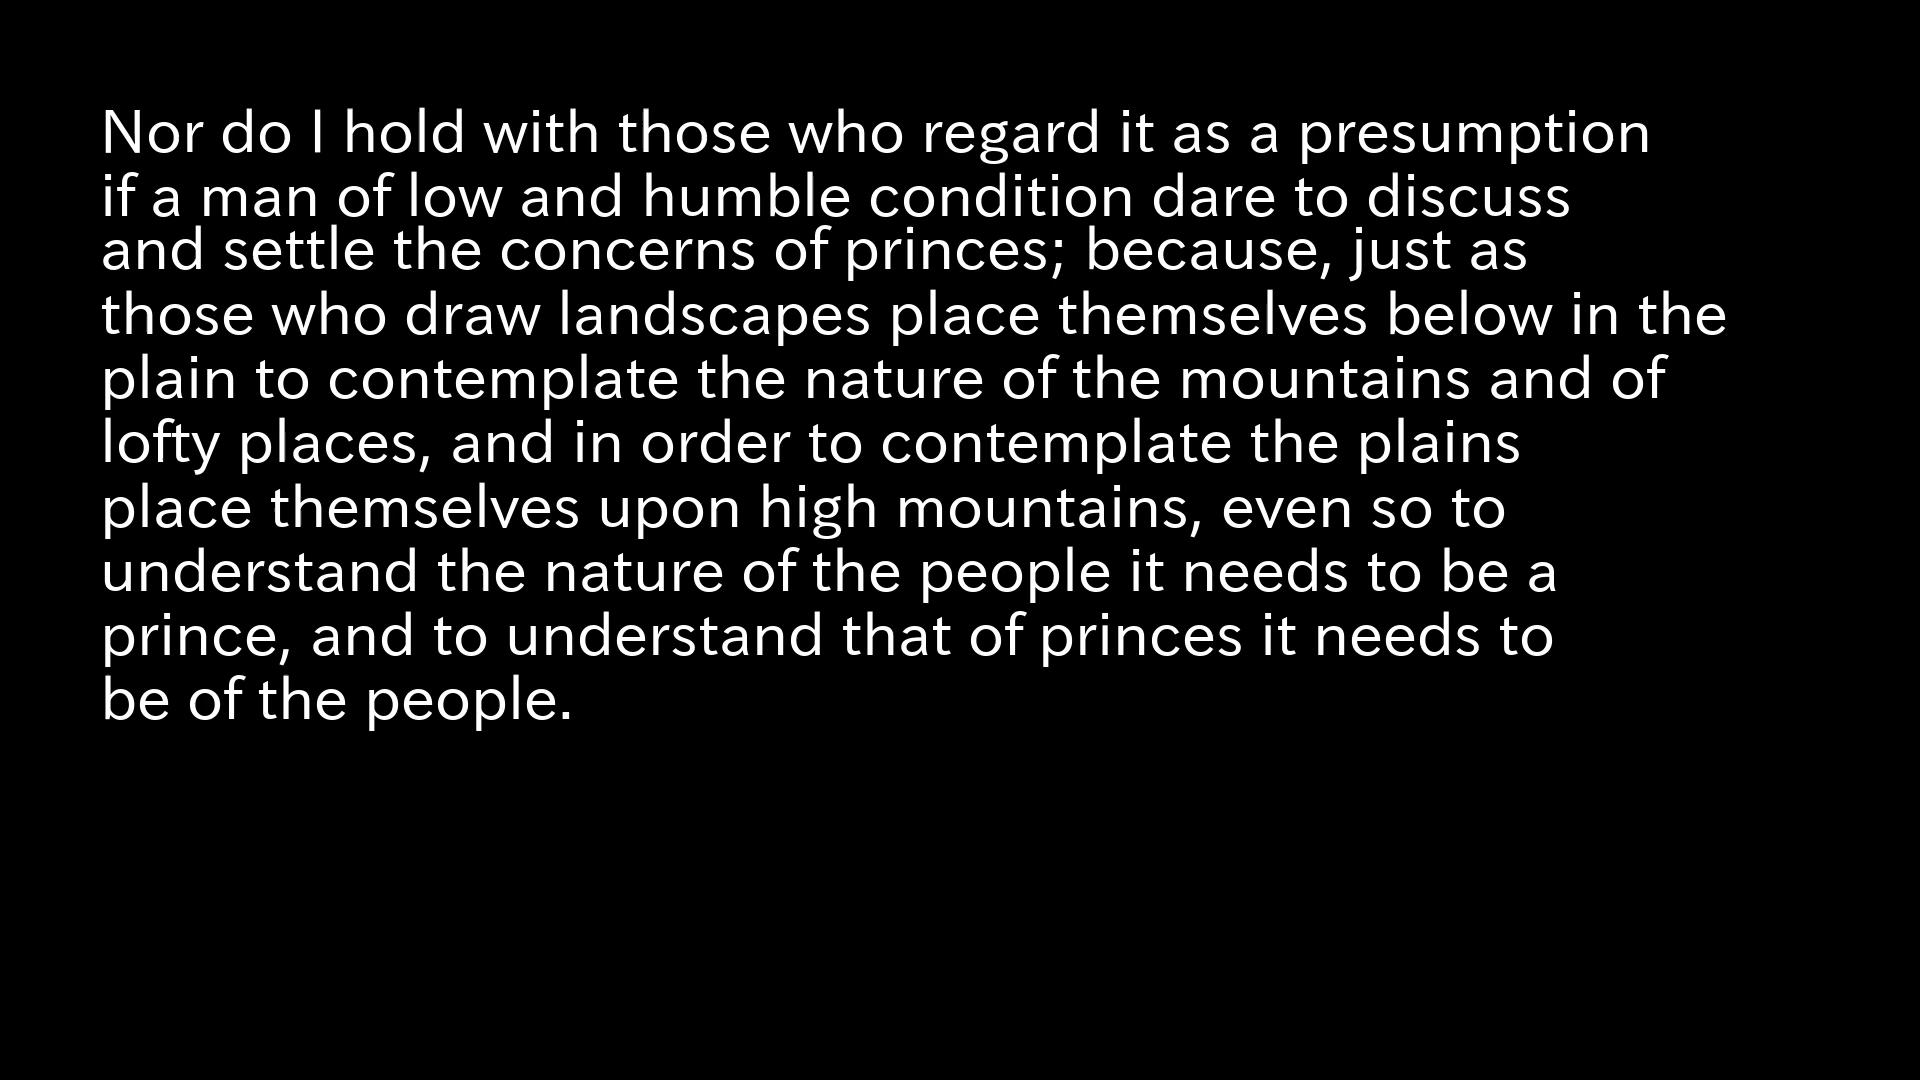 Nor do I hold with those who regard it as a presumption
if a man of low and humble condition dare to discuss
and settle the concerns of princes; because, just as
those who draw landscapes place themselves below in the
plain to contemplate the nature of the mountains and of
lofty places, and in order to contemplate the plains
place themselves upon high mountains, even so to
understand the nature of the people it needs to be a
prince, and to understand that of princes it needs to
be of the people.